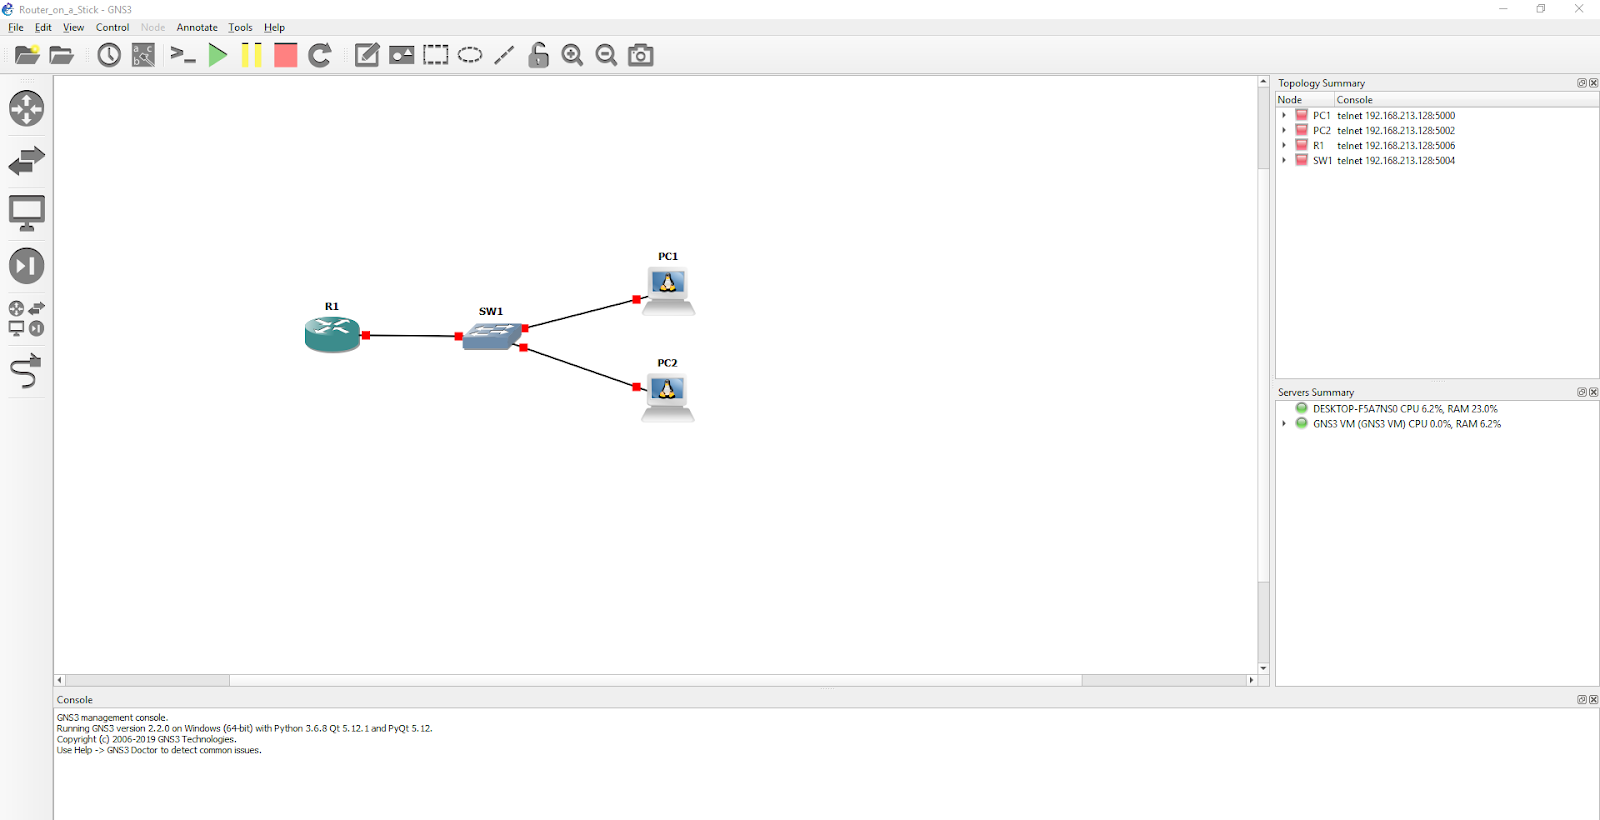 Router_on_a_Stick - GNS3
File Edit View Control Node Annotate Tools Help
R1
SW1
PC1
PC2
Topology Summary
Node Console
PC1 telnet 192.168.213.128:5000
PC2 telnet 192.168.213.128:5002
R1 telnet 192.168.213.128:5006
SW1 telnet 192.168.213.128:5004
Servers Summary
DESKTOP-F5A7NS0 CPU 6.2%, RAM 23.0%
GNS3 VM (GNS3 VM) CPU 0.0%, RAM 6.2%
Console
GNS3 management console.
Running GNS3 version 2.2.0 on Windows (64-bit) with Python 3.6.8 Qt 5.12.1 and PyQt 5.12.
Copyright (c) 2006-2019 GNS3 Technologies.
Use Help -> GNS3 Doctor to detect common issues.